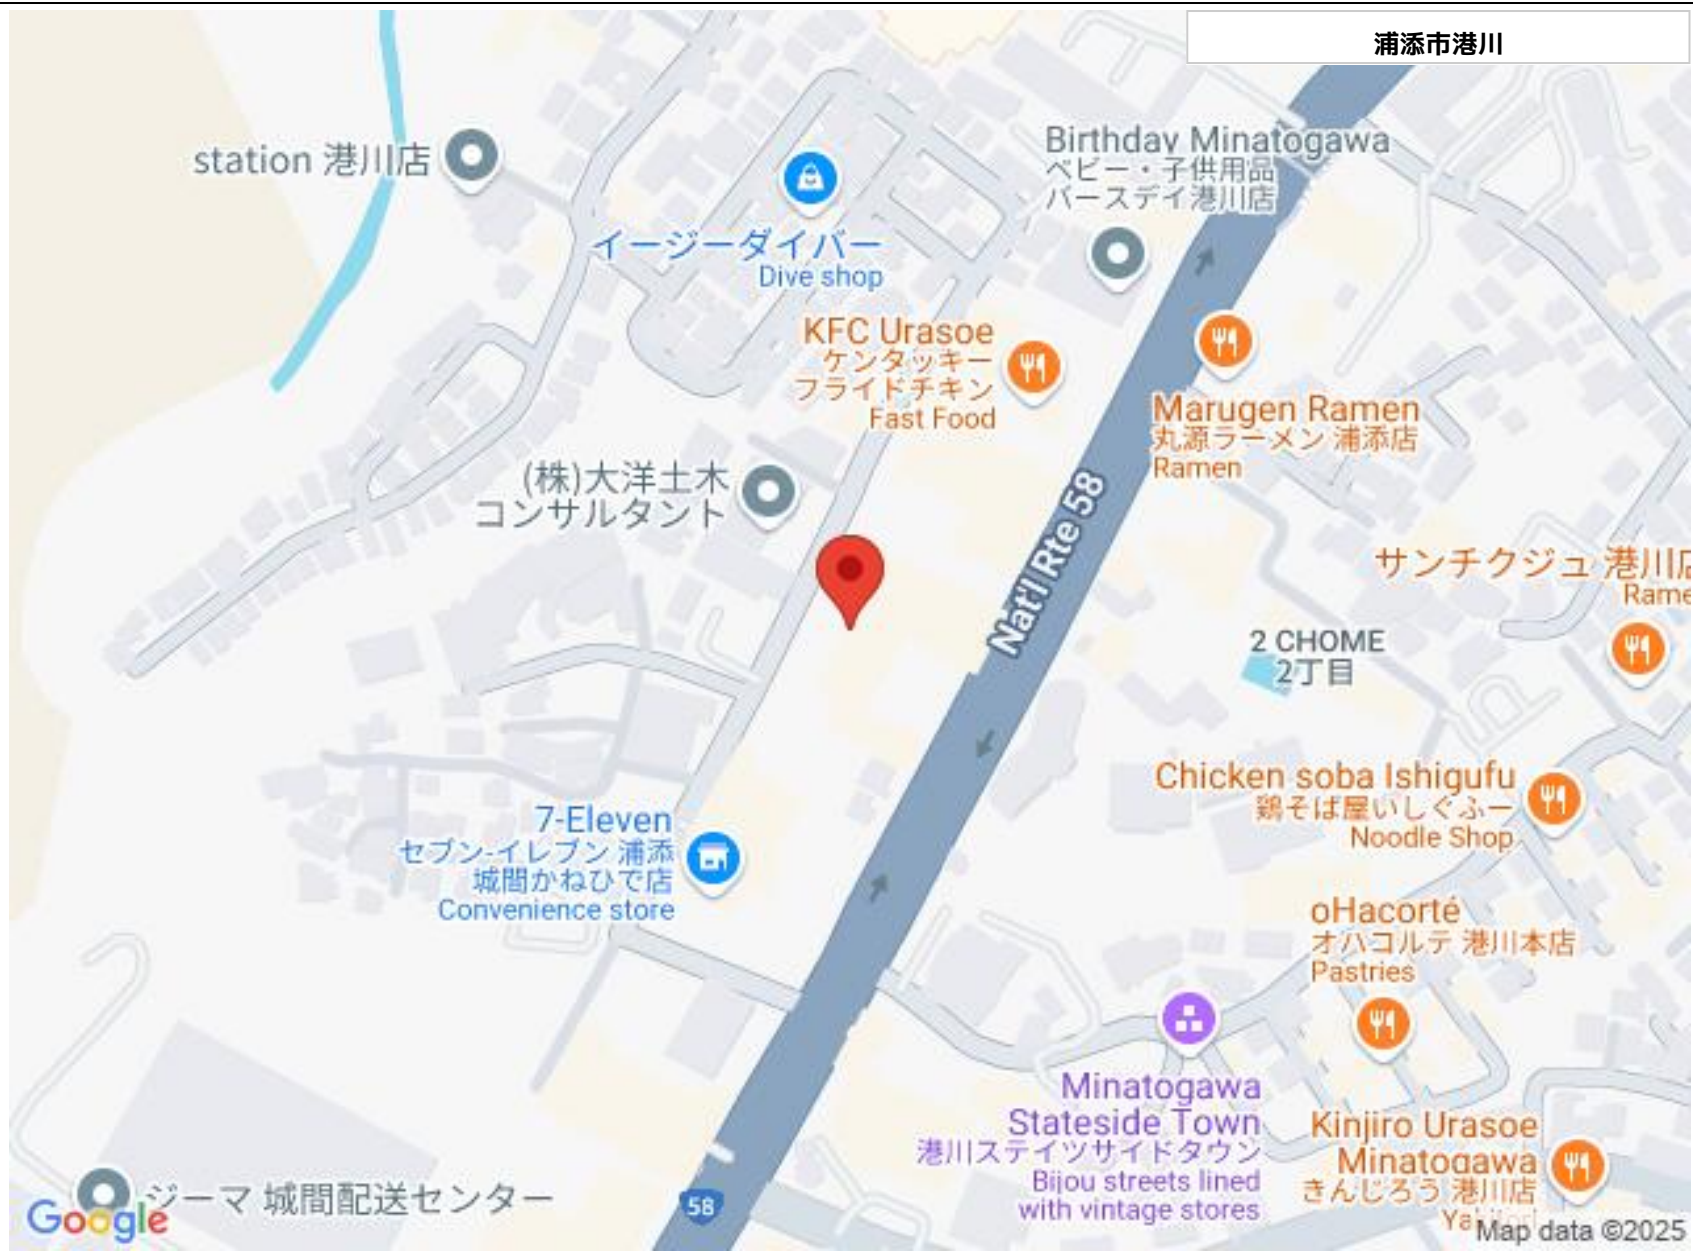 浦添市港川
station 港川店
Birthday Minatogawa
ベビー・子供用品
バースデイ港川店
イージーダイバー
Dive shop
KFC Urasoe
ケンタッキー
フライドチキン
Fast Food
Marugen Ramen
丸源ラーメン 浦添店
Ramen
(株)大洋土木
コンサルタント
Nat'l Rte 58
サンチクジュ 港川店
Rame
2 CHOME
2丁目
Chicken soba Ishigufu
鶏そば屋いしぐふー
Noodle Shop
7-Eleven
セブン-イレブン 浦添
城間かねひで店
Convenience store
oHacorté
オハコルテ 港川本店
Pastries
Minatogawa
Stateside Town
港川ステイツサイドタウン
Bijou streets lined
with vintage stores
Kinjiro Urasoe
Minatogawa
きんじろう 港川店
ジーマ 城間配送センター
58
Google
Map data ©2025